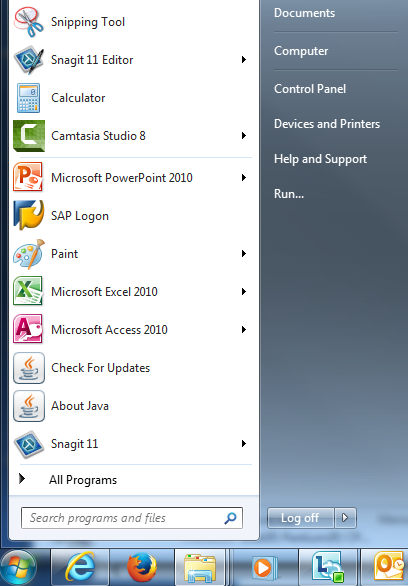 Snipping Tool
Snagit 11 Editor
Calculator
Camtasia Studio 8
Microsoft PowerPoint 2010
SAP Logon
Paint
Microsoft Excel 2010
Microsoft Access 2010
Check For Updates
About Java
Snagit 11
All Programs
Search programs and files
Documents
Computer
Control Panel
Devices and Printers
Help and Support
Run...
Log off